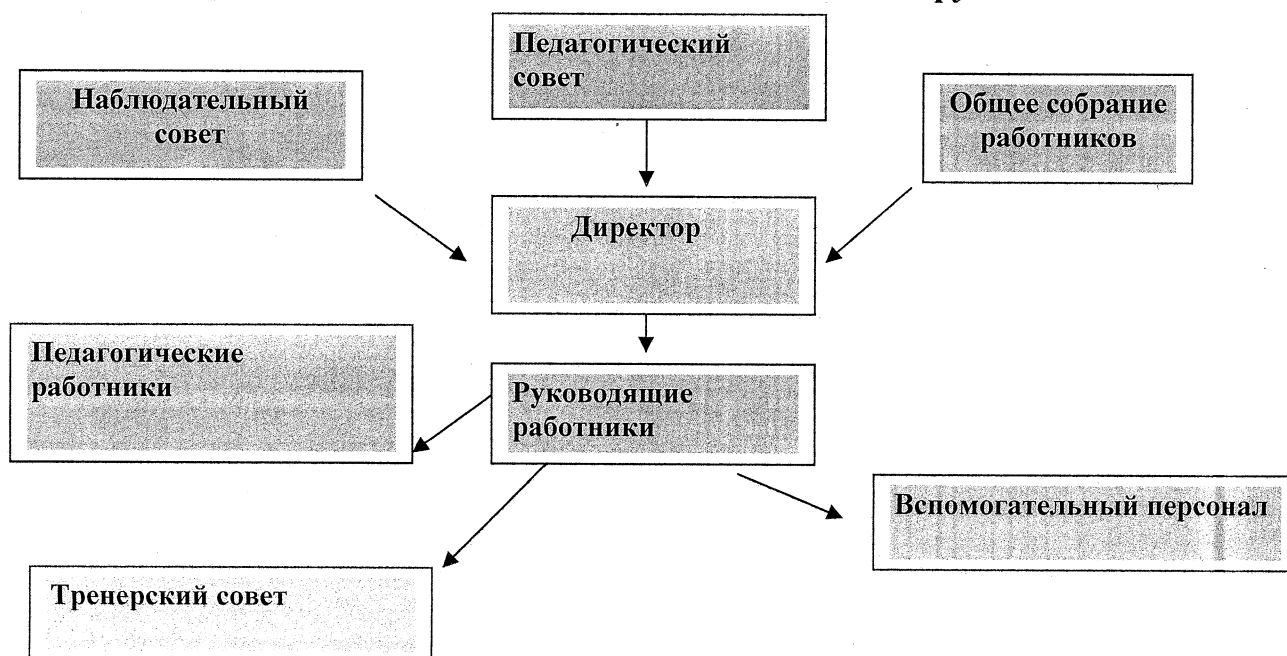 Педагогический
совет
Наблюдательный
совет
Общее собрание
работников
Директор
Педагогические
работники
Руководящие
работники
Вспомогательный персонал
Тренерский совет